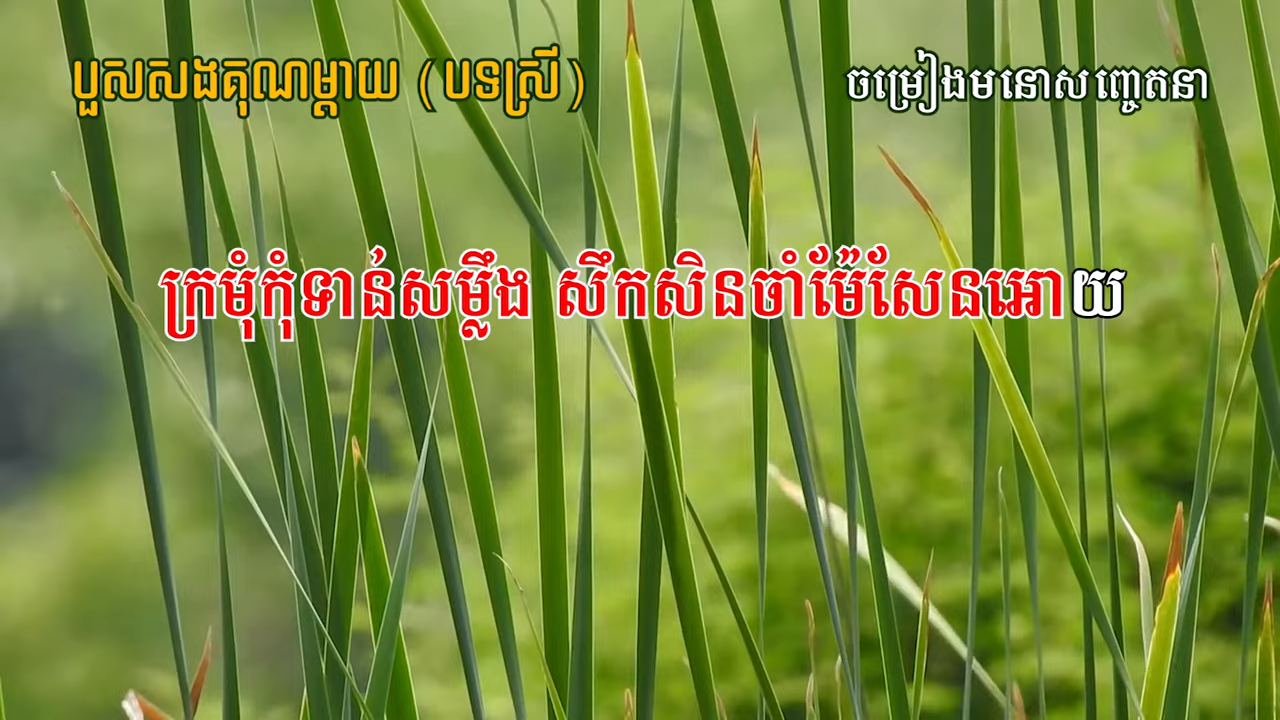 បួសសងគុណម្តាយ (បទស្រី)
ចម្រៀងមនោសញ្ចេតនា
ក្រមុំកុំទាន់សម្លឹង សឹកសិនចាំម៉ែសែនអោយ